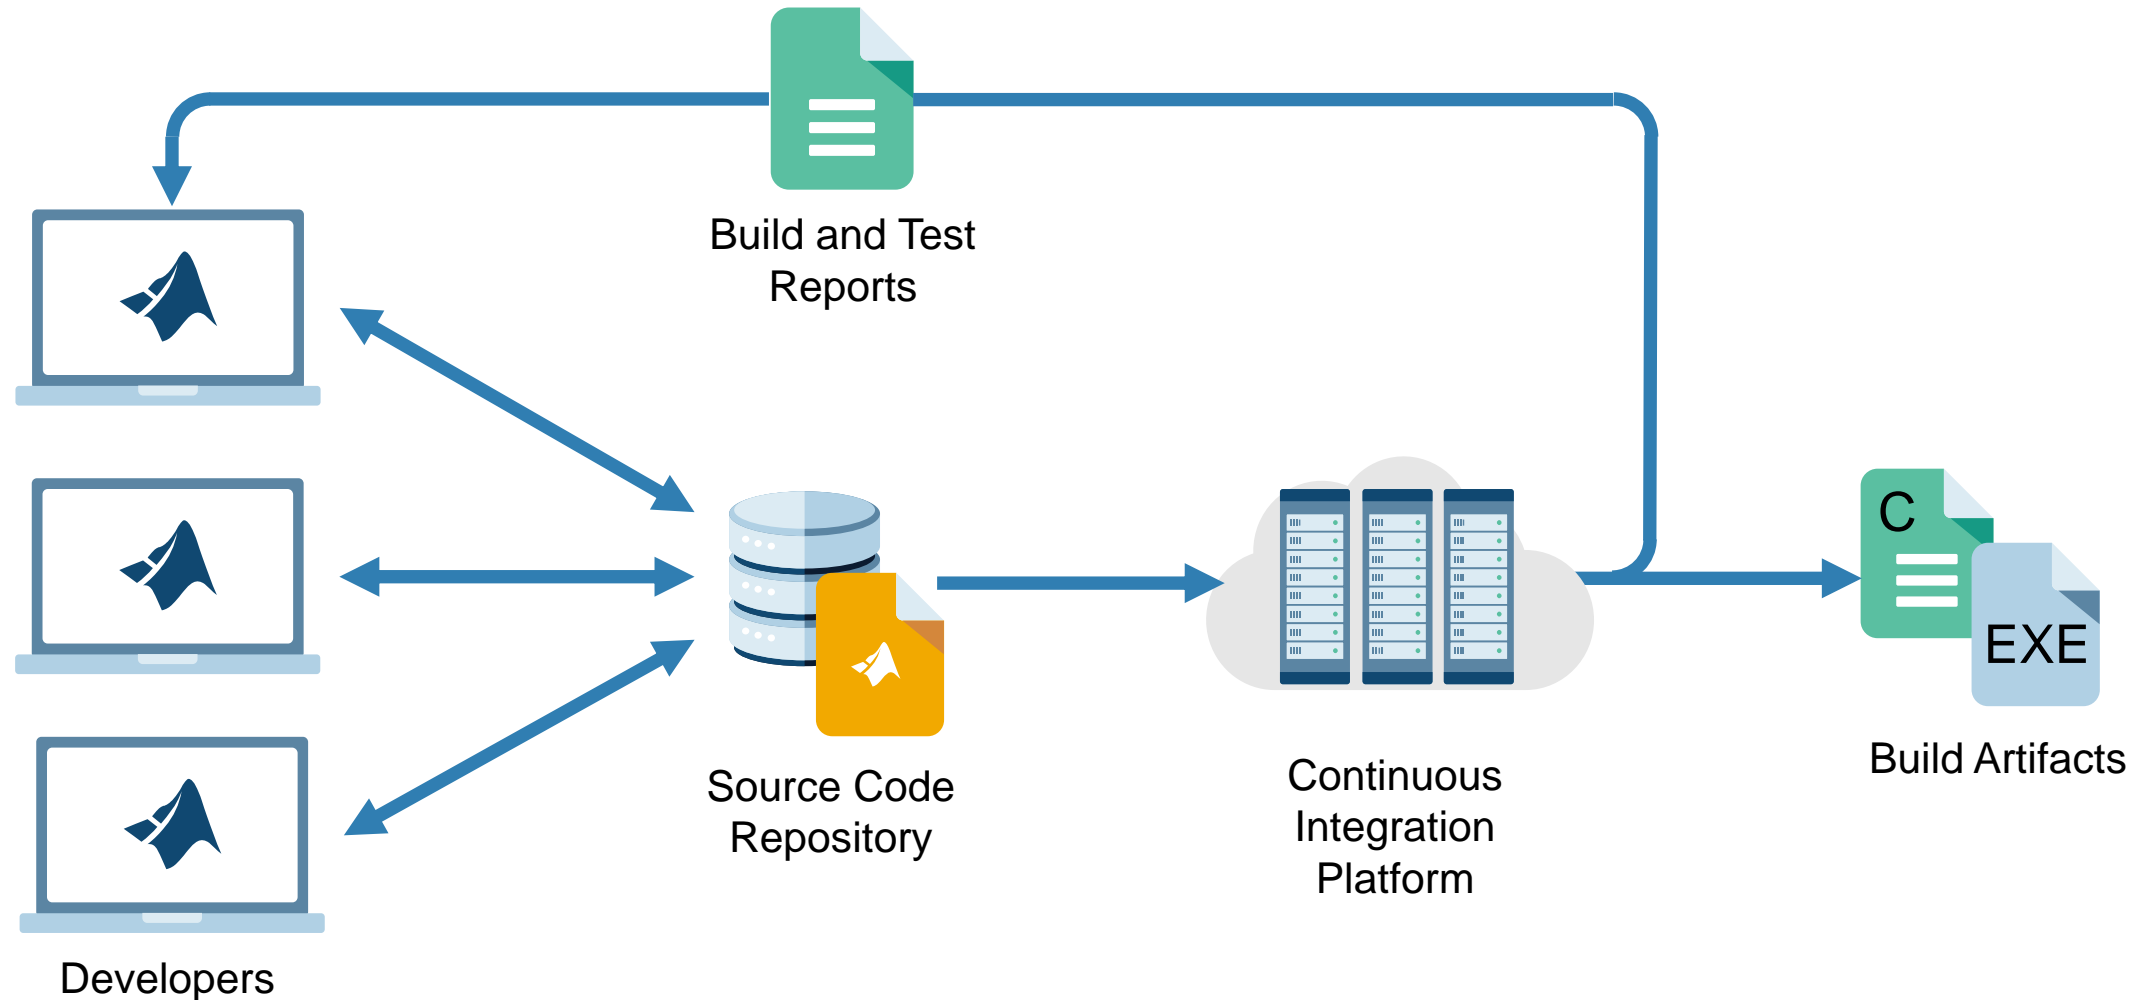 Build and Test
Reports
C
EXE
Source Code
Repository
Continuous
Integration
Platform
Build Artifacts
Developers